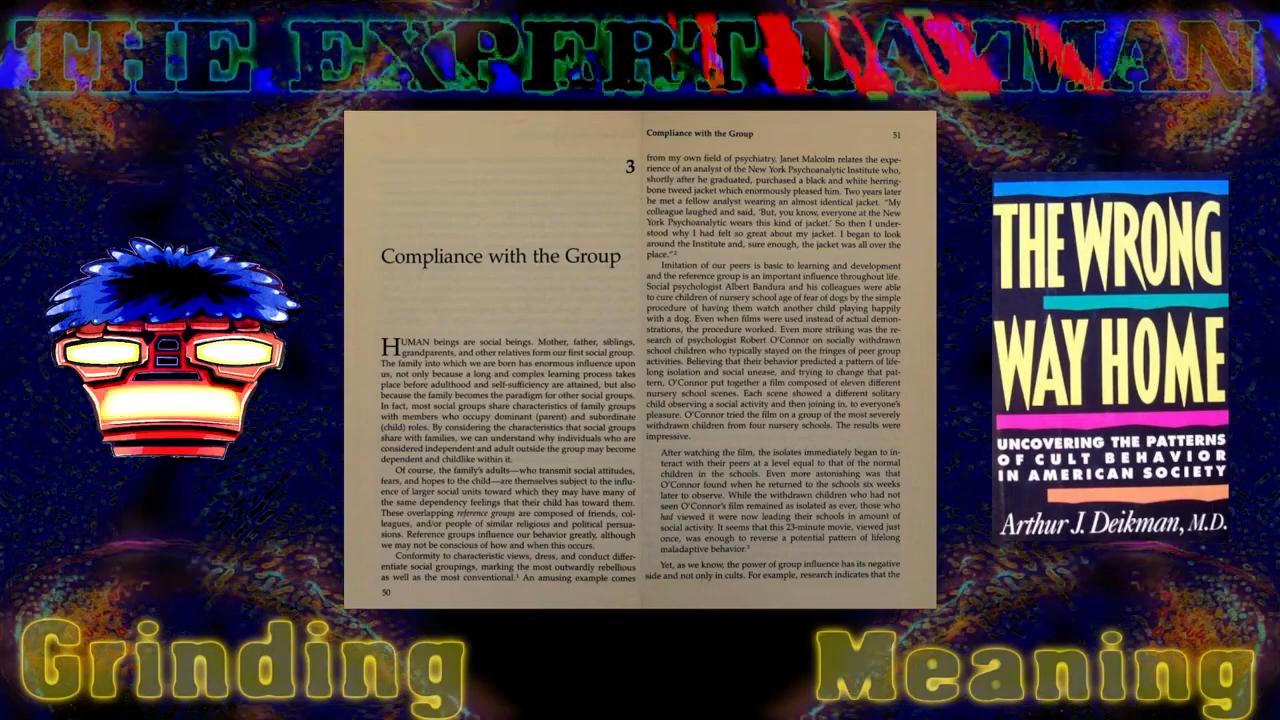 THE EXPERT LAYMAN
3
Compliance with the Group
HUMAN beings are social beings. Mother, father, siblings,
grandparents, and other relatives form our first social group.
The family into which we are born has enormous influence upon
us, not only because a long and complex learning process takes
place before adulthood and self-sufficiency are attained, but also
because the family becomes the paradigm for other social groups.
In fact, most social groups share characteristics of family groups
with members who occupy dominant (parent) and subordinate
(child) roles. By considering the characteristics that social groups
share with families, we can understand why individuals who are
considered independent and adult outside the group may become
dependent and childlike within it.
Of course, the family's adults—who transmit social attitudes,
fears, and hopes to the child—are themselves subject to the influ-
ence of larger social units toward which they may have many of
the same dependency feelings that their child has toward them.
These overlapping reference groups are composed of friends, col-
leagues, and/or people of similar religious and political persua-
sions. Reference groups influence our behavior greatly, although
we may not be conscious of how and when this occurs.
Conformity to characteristic views, dress, and conduct differ-
entiate social groupings, marking the most outwardly rebellious
as well as the most conventional.1 An amusing example comes
50
Compliance with the Group 51
from my own field of psychiatry. Janet Malcolm relates the expe-
rience of an analyst of the New York Psychoanalytic Institute who,
shortly after he graduated, purchased a black and white herring-
bone tweed jacket which enormously pleased him. Two years later
he met a fellow analyst wearing an almost identical jacket. "My
colleague laughed and said, 'But, you know, everyone at the New
York Psychoanalytic wears this kind of jacket.' So then I under-
stood why I had felt so great about my jacket. I began to look
around the Institute and, sure enough, the jacket was all over the
place."2
Imitation of our peers is basic to learning and development
and the reference group is an important influence throughout life.
Social psychologist Albert Bandura and his colleagues were able
to cure children of nursery school age of fear of dogs by the simple
procedure of having them watch another child playing happily
with a dog. Even when films were used instead of actual demon-
strations, the procedure worked. Even more striking was the re-
search of psychologist Robert O'Connor on socially withdrawn
school children who typically stayed on the fringes of peer group
activities. Believing that their behavior predicted a pattern of life-
long isolation and social unease, and trying to change that pat-
tern, O'Connor put together a film composed of eleven different
nursery school scenes. Each scene showed a different solitary
child observing a social activity and then joining in, to everyone's
pleasure. O'Connor tried the film on a group of the most severely
withdrawn children from four nursery schools. The results were
impressive.
After watching the film, the isolates immediately began to in-
teract with their peers at a level equal to that of the normal
children in the schools. Even more astonishing was that
O'Connor found when he returned to the schools six weeks
later to observe. While the withdrawn children who had not
seen O'Connor's film remained as isolated as ever, those who
had viewed it were now leading their schools in amount of
social activity. It seems that this 23-minute movie, viewed just
once, was enough to reverse a potential pattern of lifelong
maladaptive behavior.3
Yet, as we know, the power of group influence has its negative
side and not only in cults. For example, research indicates that the
THE WRONG
WAY HOME
UNCOVERING THE PATTERNS
OF CULT BEHAVIOR
IN AMERICAN SOCIETY
Arthur J. Deikman, M.D.
Grinding
Meaning